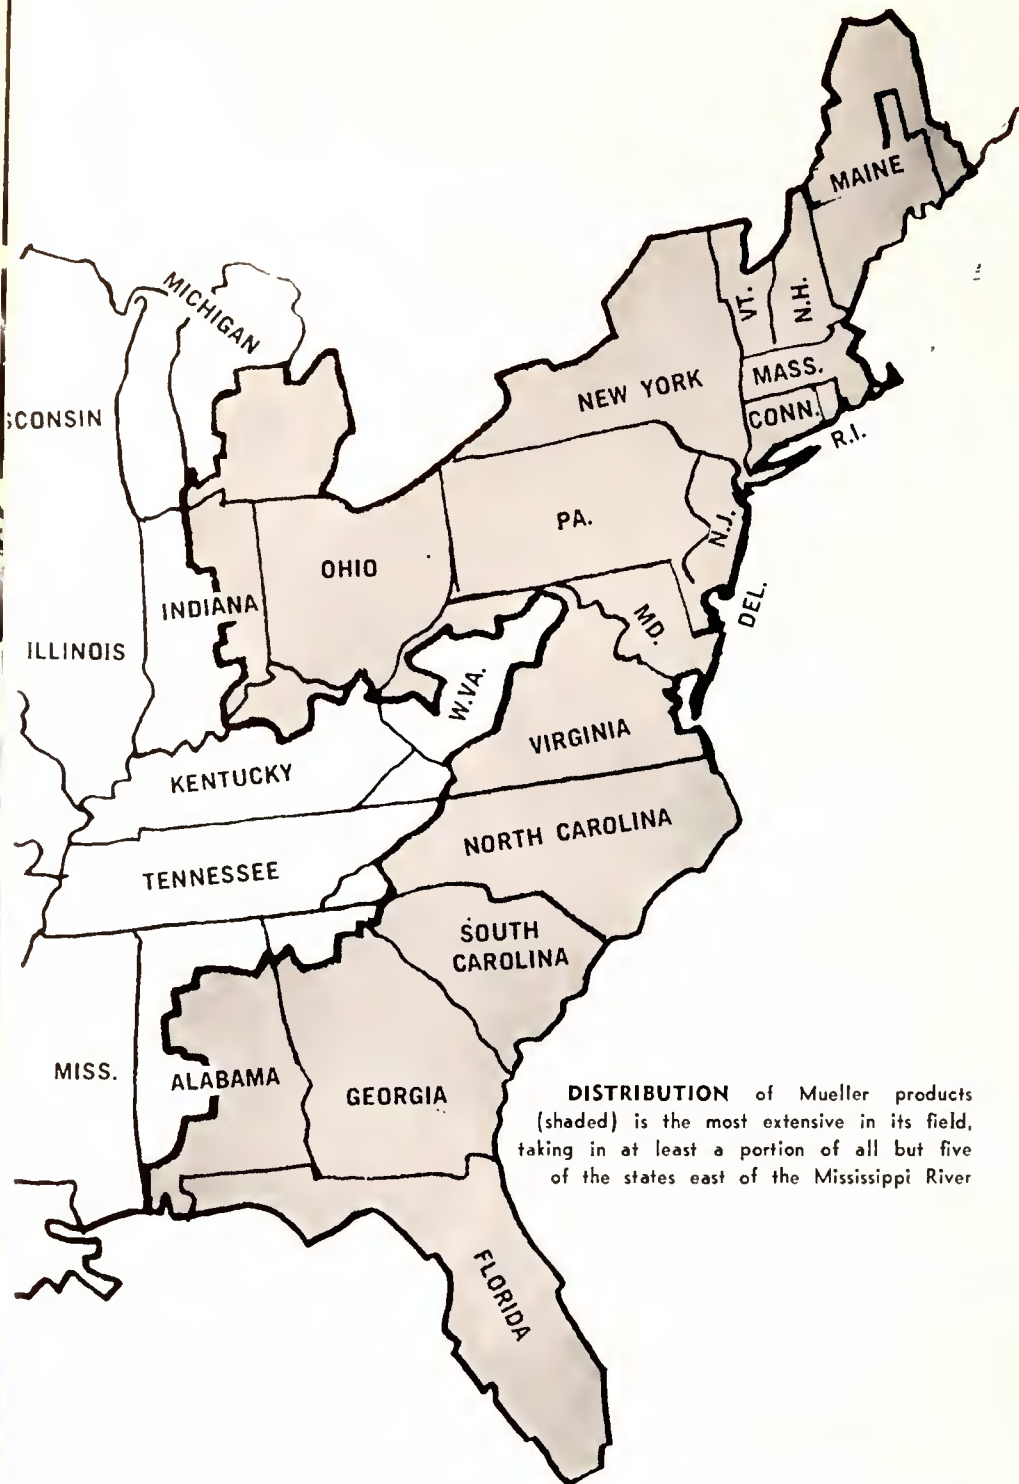 MAINE
MICHIGAN
VT.
N.H.
NEW YORK
MASS.
SCONSIN
CONN.
R.I.
PA.
N.J.
OHIO
INDIANA
MD.
DEL.
ILLINOIS
W.VA.
VIRGINIA
KENTUCKY
NORTH CAROLINA
TENNESSEE
SOUTH
CAROLINA
MISS.
ALABAMA
GEORGIA
DISTRIBUTION of Mueller products
(shaded) is the most extensive in its field,
taking in at least a portion of all but five
of the states east of the Mississippi River
FLORIDA